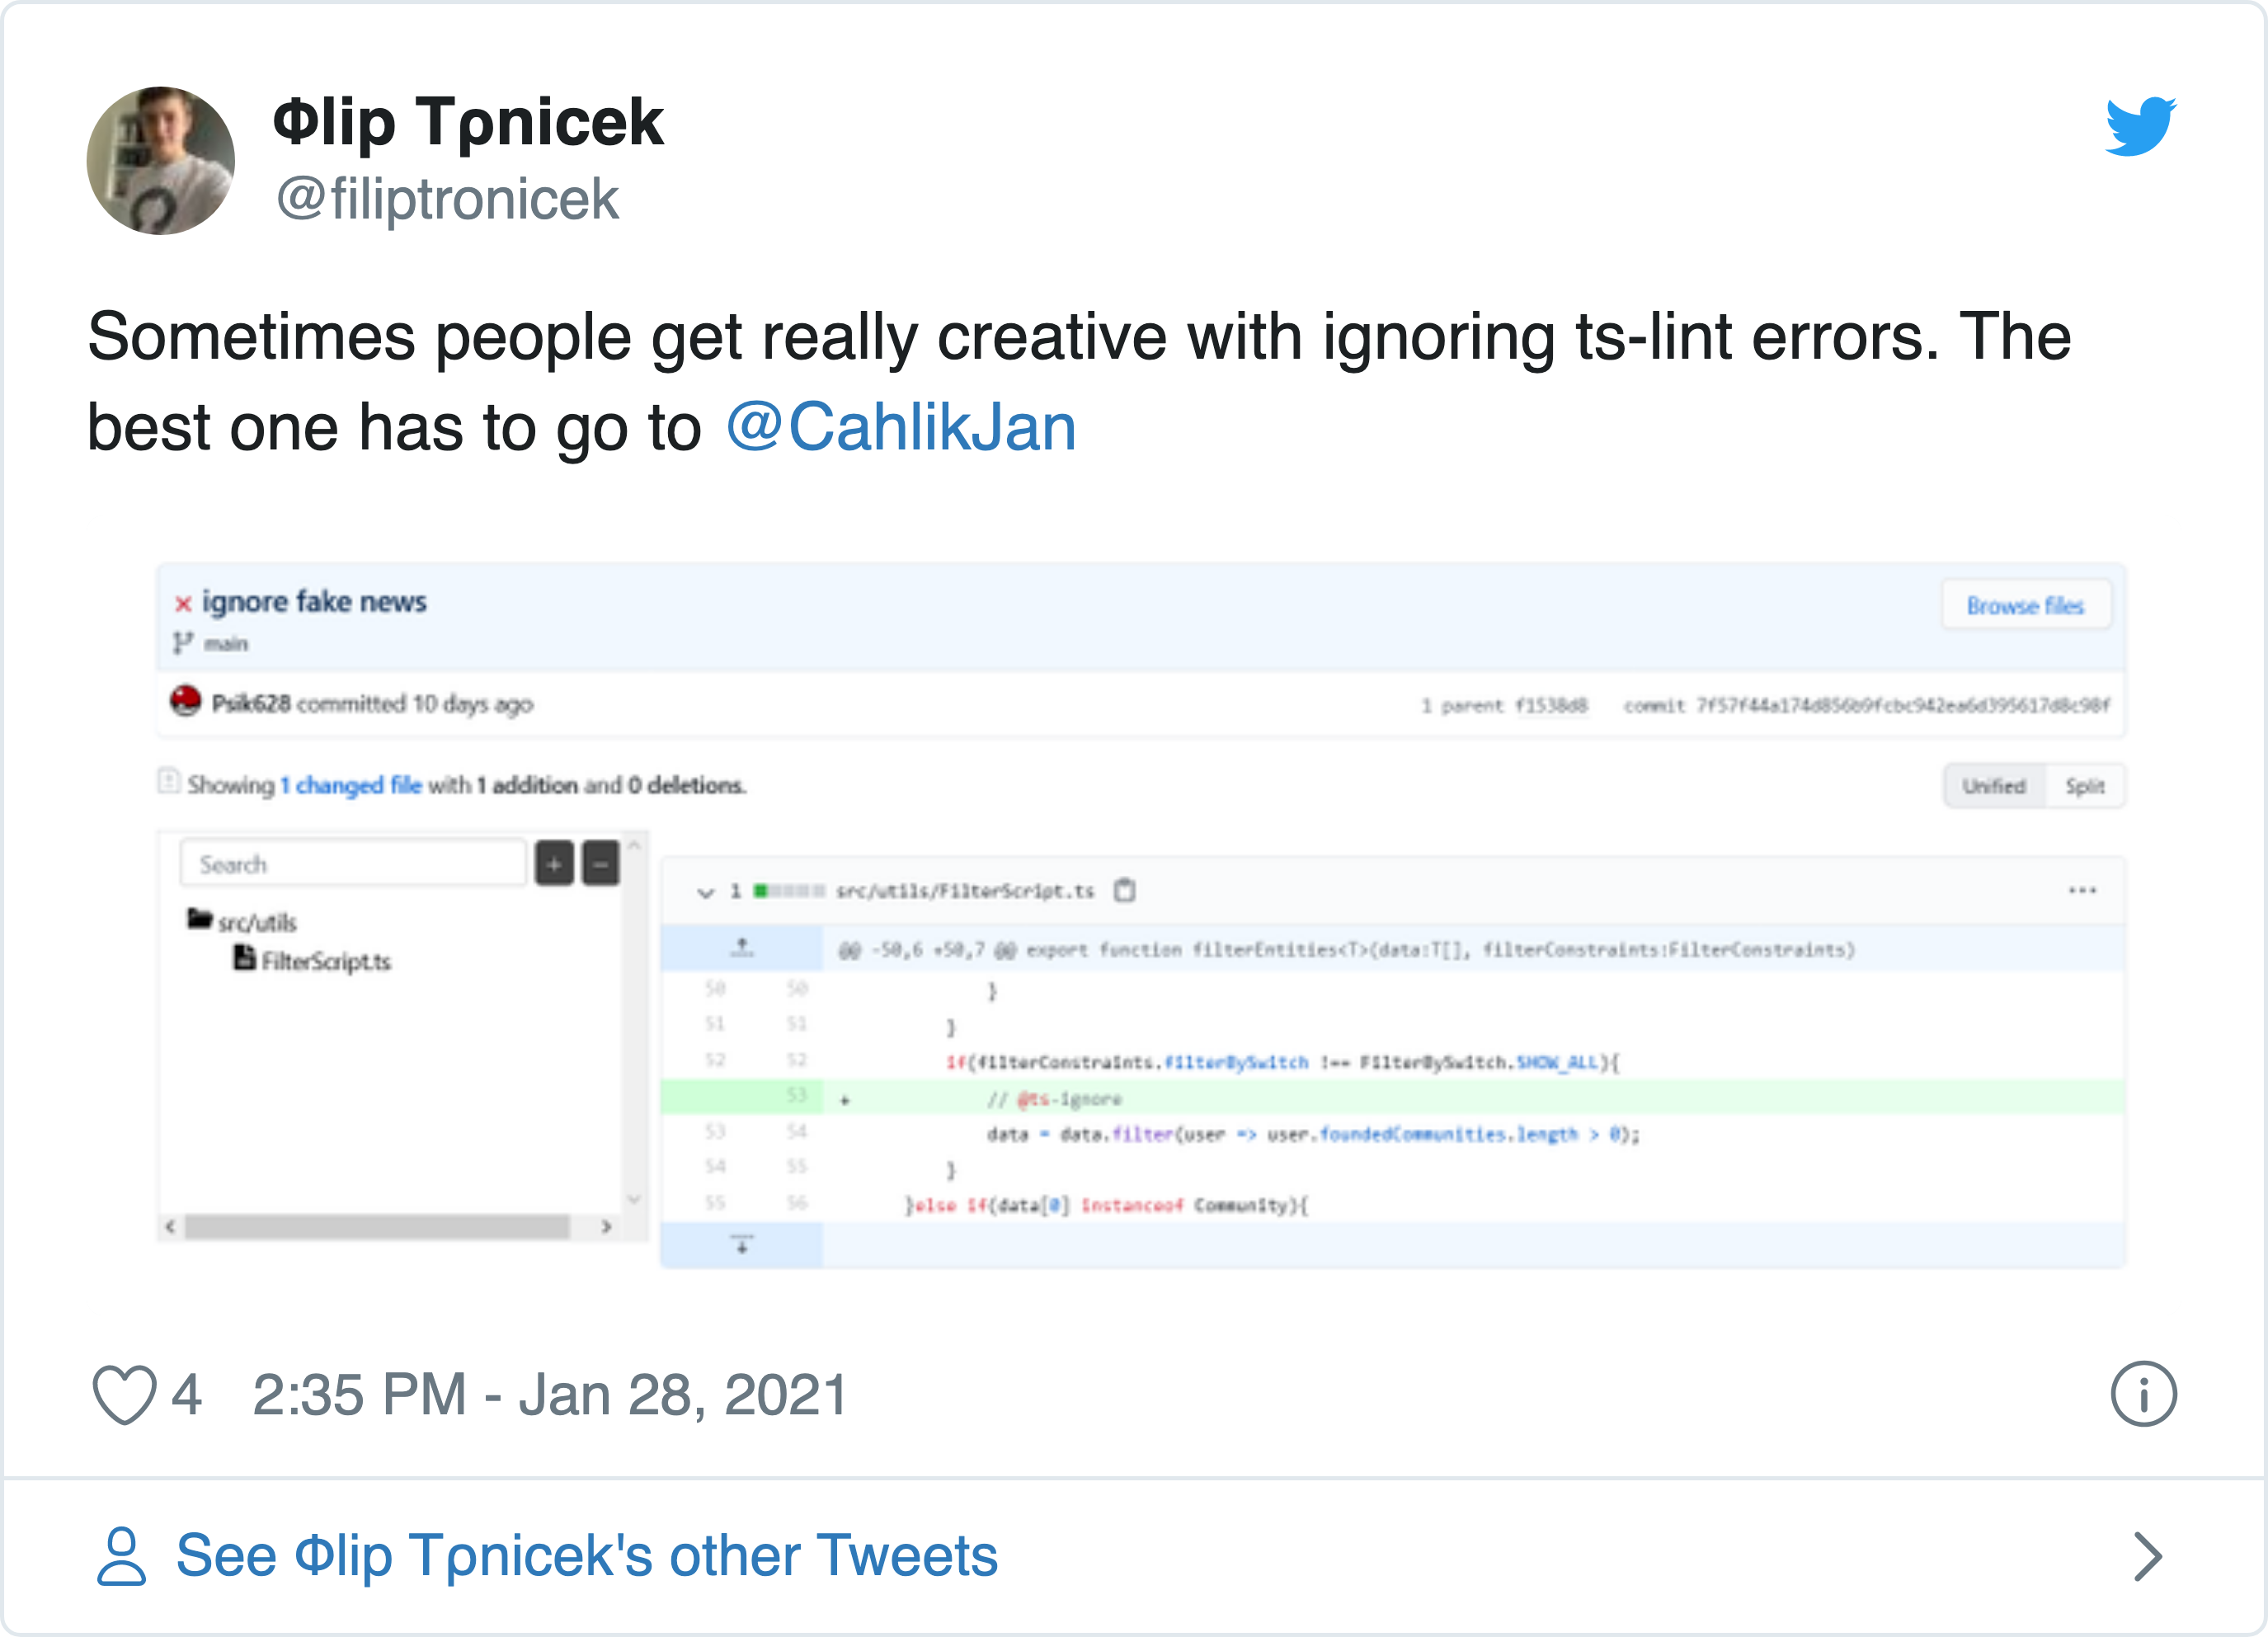 Φlip Tρnicek
@filiptronicek
Sometimes people get really creative with ignoring ts-lint errors. The
best one has to go to @CahlikJan
× ignore fake news
Browse files
main
Psik628 committed 10 days ago
1 parent f1538d8 commit 7f57f44a174d856b9fcbc942ea6d395617d8c98f
Showing 1 changed file with 1 addition and 0 deletions.
Unified Split
Search + −
src/utils
FilterScript.ts
1 src/utils/FilterScript.ts ...
@@ -50,6 +50,7 @@ export function filterEntities<T>(data:T[], filterConstraints:FilterConstraints)
50 50 }
51 51 }
52 52 if(filterConstraints.filterBySwitch !== FilterBySwitch.SHOW_ALL){
53 + // @ts-ignore
53 54 data = data.filter(user => user.foundedCommunities.length > 0);
54 55 }
55 56 }else if(data[0] instanceof Community){
4 2:35 PM - Jan 28, 2021
See Φlip Tρnicek's other Tweets